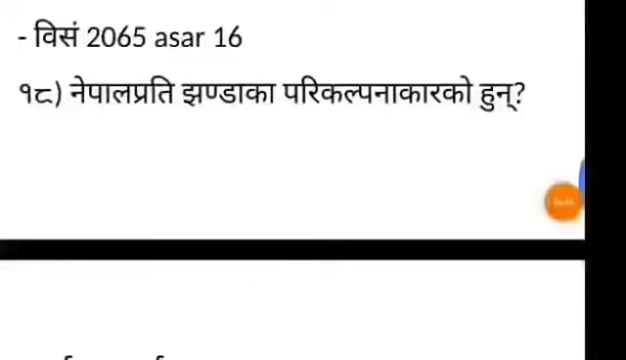 - विसं 2065 asar 16
१८) नेपालप्रति झण्डाका परिकल्पनाकारको हुन्?